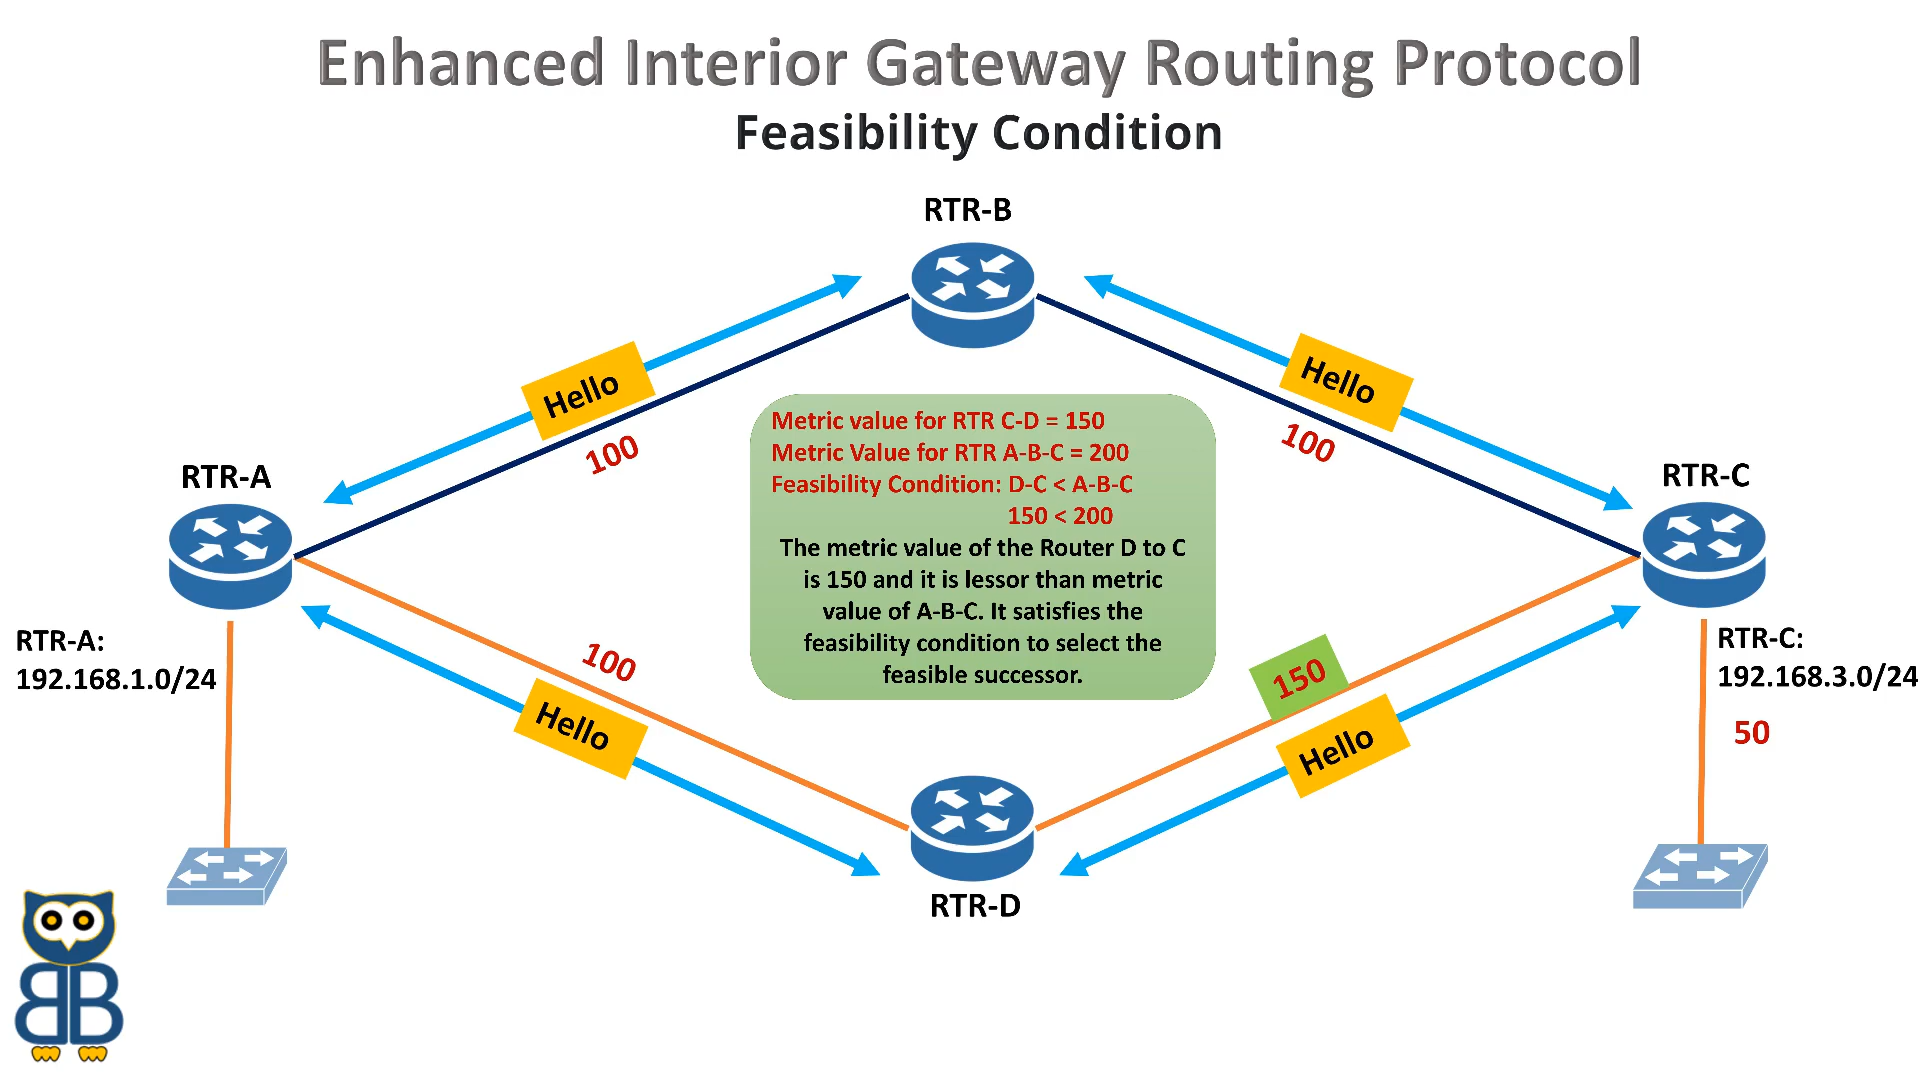 Enhanced Interior Gateway Routing Protocol
Feasibility Condition
RTR-B
Hello
Hello
100
100
Metric value for RTR C-D = 150
Metric Value for RTR A-B-C = 200
Feasibility Condition: D-C < A-B-C
150 < 200
The metric value of the Router D to C
is 150 and it is lessor than metric
value of A-B-C. It satisfies the
feasibility condition to select the
feasible successor.
RTR-A
RTR-C
RTR-A:
192.168.1.0/24
RTR-C:
192.168.3.0/24
50
100
150
Hello
Hello
RTR-D
BB